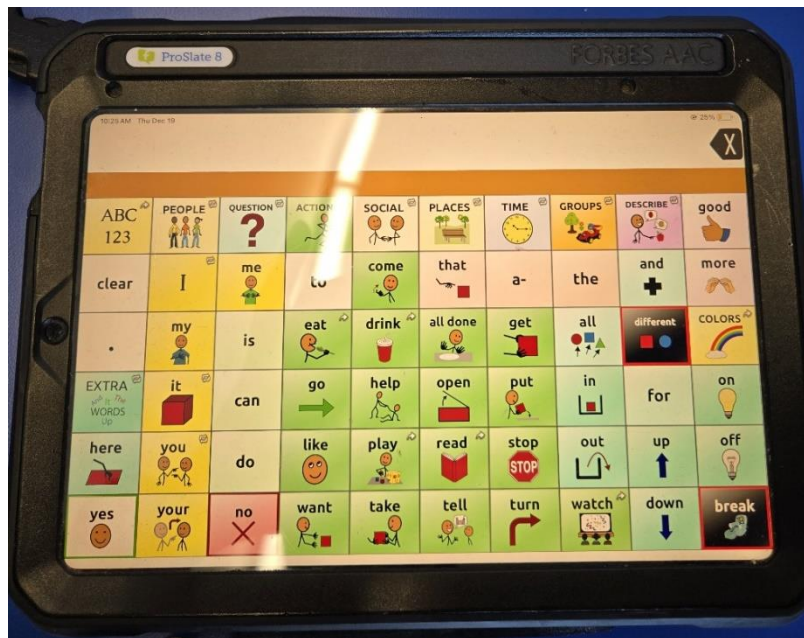 ProSlate 8 FORBES AAC
10:25 AM Thu Dec 19 25%
X
ABC 123 PEOPLE QUESTION ? ACTION SOCIAL PLACES TIME GROUPS DESCRIBE good
clear I me to come that a- the and more
. my is eat drink all done get all different COLORS
EXTRA WORDS Up it can go help open put in for on
here you do like play read stop STOP out up off
yes your no want take tell turn watch down break